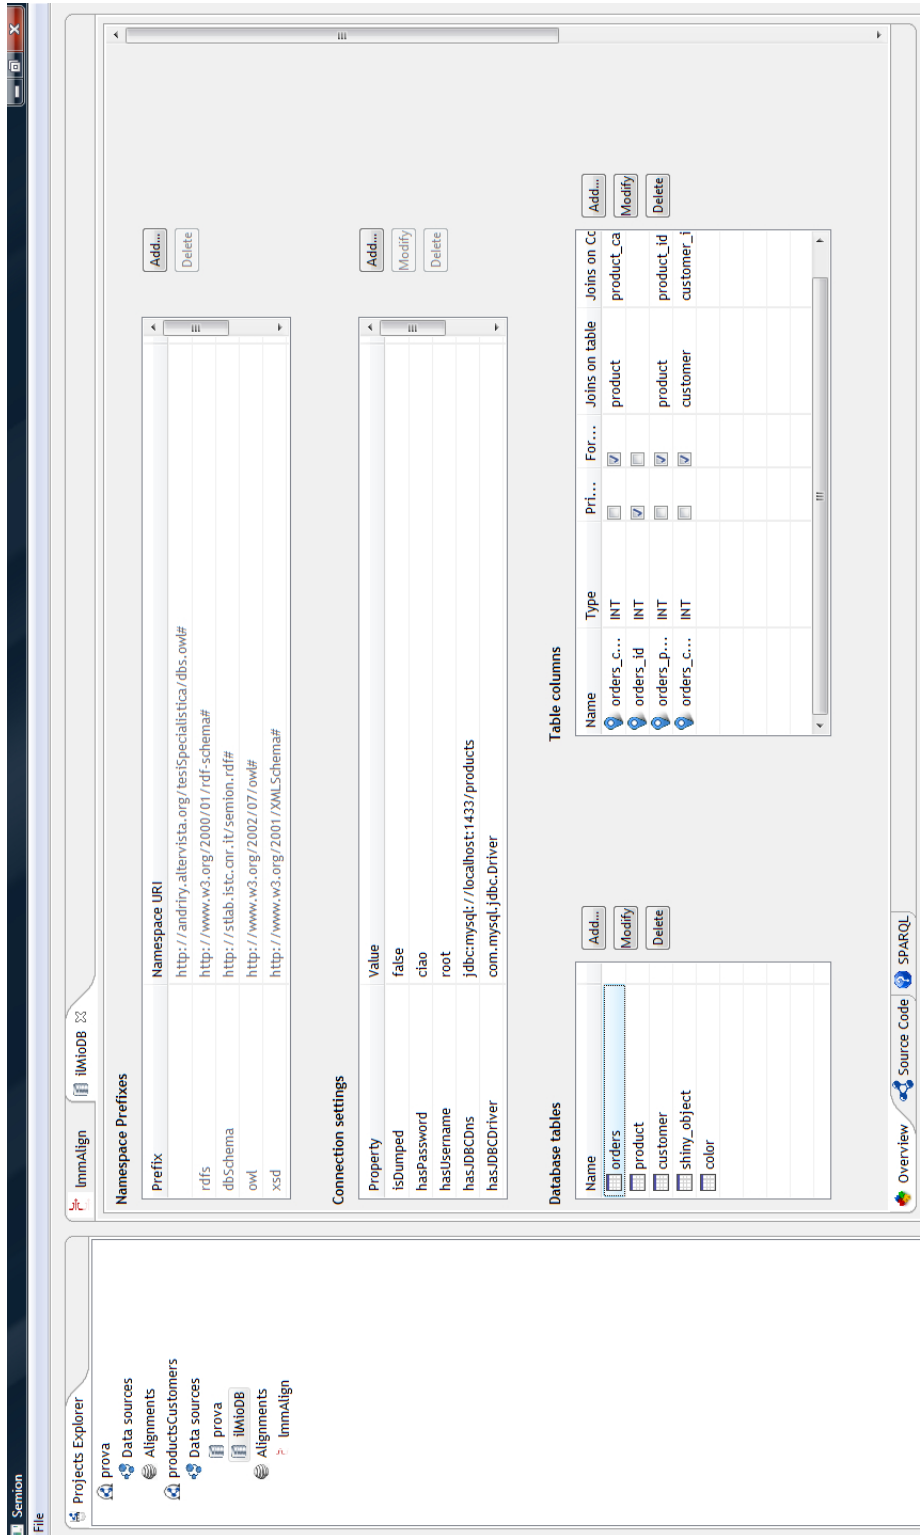 Semion
File
Projects Explorer
prova
Data sources
Alignments
productsCustomers
Data sources
prova
ilMioDB
Alignments
lmmAlign
lmmAlign
ilMioDB
Namespace Prefixes
Prefix Namespace URI
http://andriry.altervista.org/tesiSpecialistica/dbs.owl#
rdfs http://www.w3.org/2000/01/rdf-schema#
dbSchema http://stlab.istc.cnr.it/semion.rdf#
owl http://www.w3.org/2002/07/owl#
xsd http://www.w3.org/2001/XMLSchema#
Add...
Delete
Connection settings
Property Value
isDumped false
hasPassword ciao
hasUsername root
hasJDBCDns jdbc:mysql://localhost:1433/products
hasJDBCDriver com.mysql.jdbc.Driver
Add...
Modify
Delete
Database tables
Name
orders
product
customer
shiny_object
color
Add...
Modify
Delete
Table columns
Name Type Pri... For... Joins on table Joins on Cc
orders_c... INT product product_ca
orders_id INT
orders_p... INT product product_id
orders_c... INT customer customer_i
Add...
Modify
Delete
Overview Source Code SPARQL